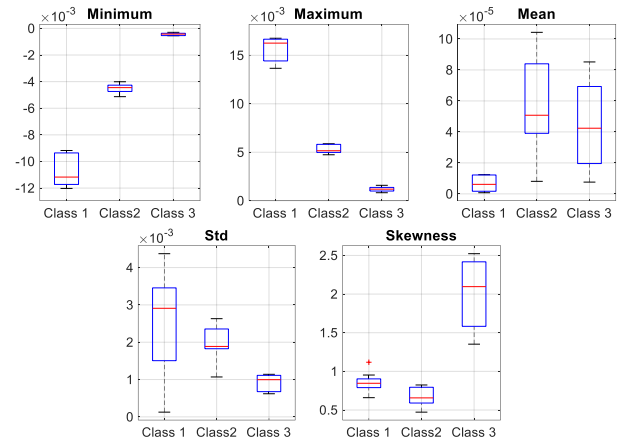 ×10⁻³ Minimum
0
-2
-4
-6
-8
-10
-12
Class 1 Class2 Class 3
×10⁻³ Maximum
15
10
5
0
Class 1 Class2 Class 3
×10⁻⁵ Mean
10
8
6
4
2
0
Class 1 Class2 Class 3
×10⁻³ Std
4
3
2
1
0
Class 1 Class2 Class 3
Skewness
2.5
2
1.5
1
0.5
Class 1 Class2 Class 3